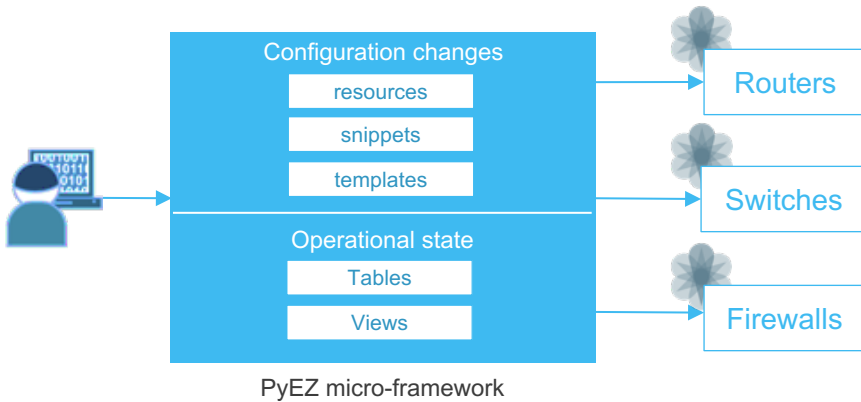 Configuration changes
resources
snippets
templates
Operational state
Tables
Views
Routers
Switches
Firewalls
PyEZ micro-framework